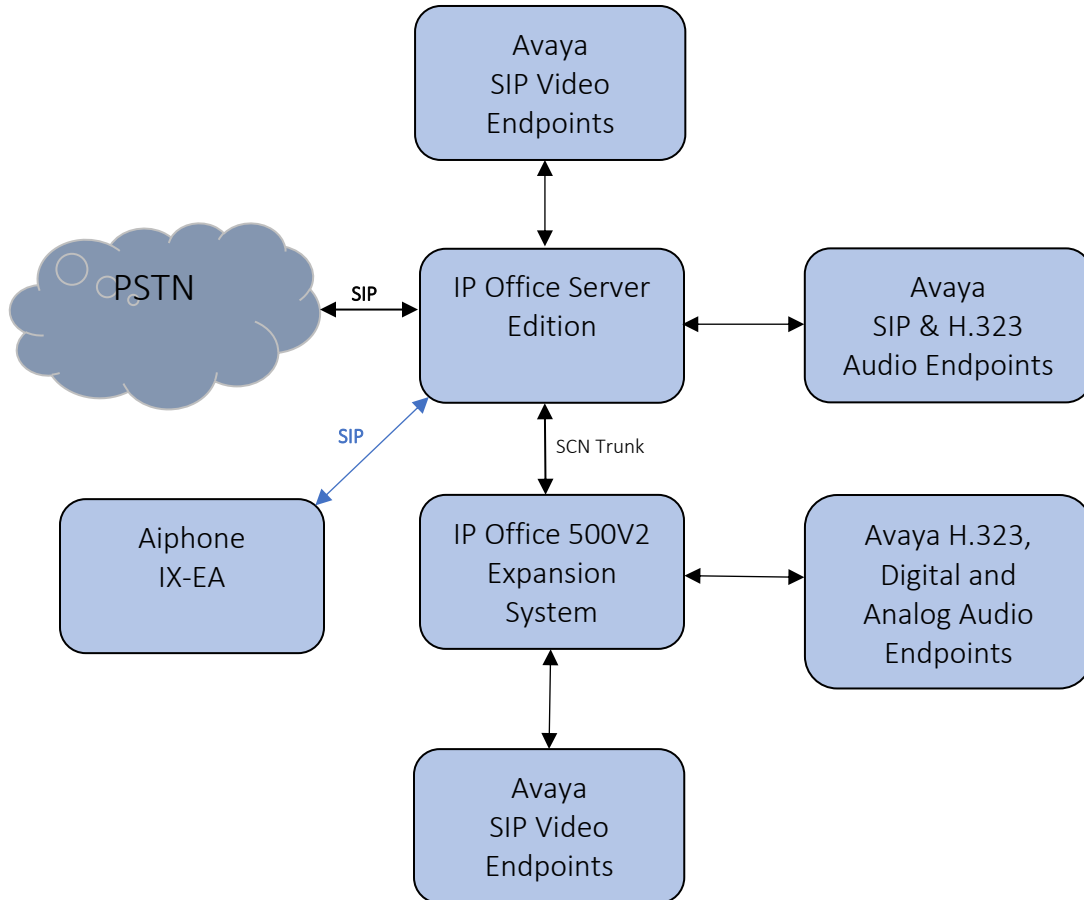 Avaya
SIP Video
Endpoints
PSTN
SIP
IP Office Server
Edition
Avaya
SIP & H.323
Audio Endpoints
SIP
SCN Trunk
Aiphone
IX-EA
IP Office 500V2
Expansion
System
Avaya H.323,
Digital and
Analog Audio
Endpoints
Avaya
SIP Video
Endpoints